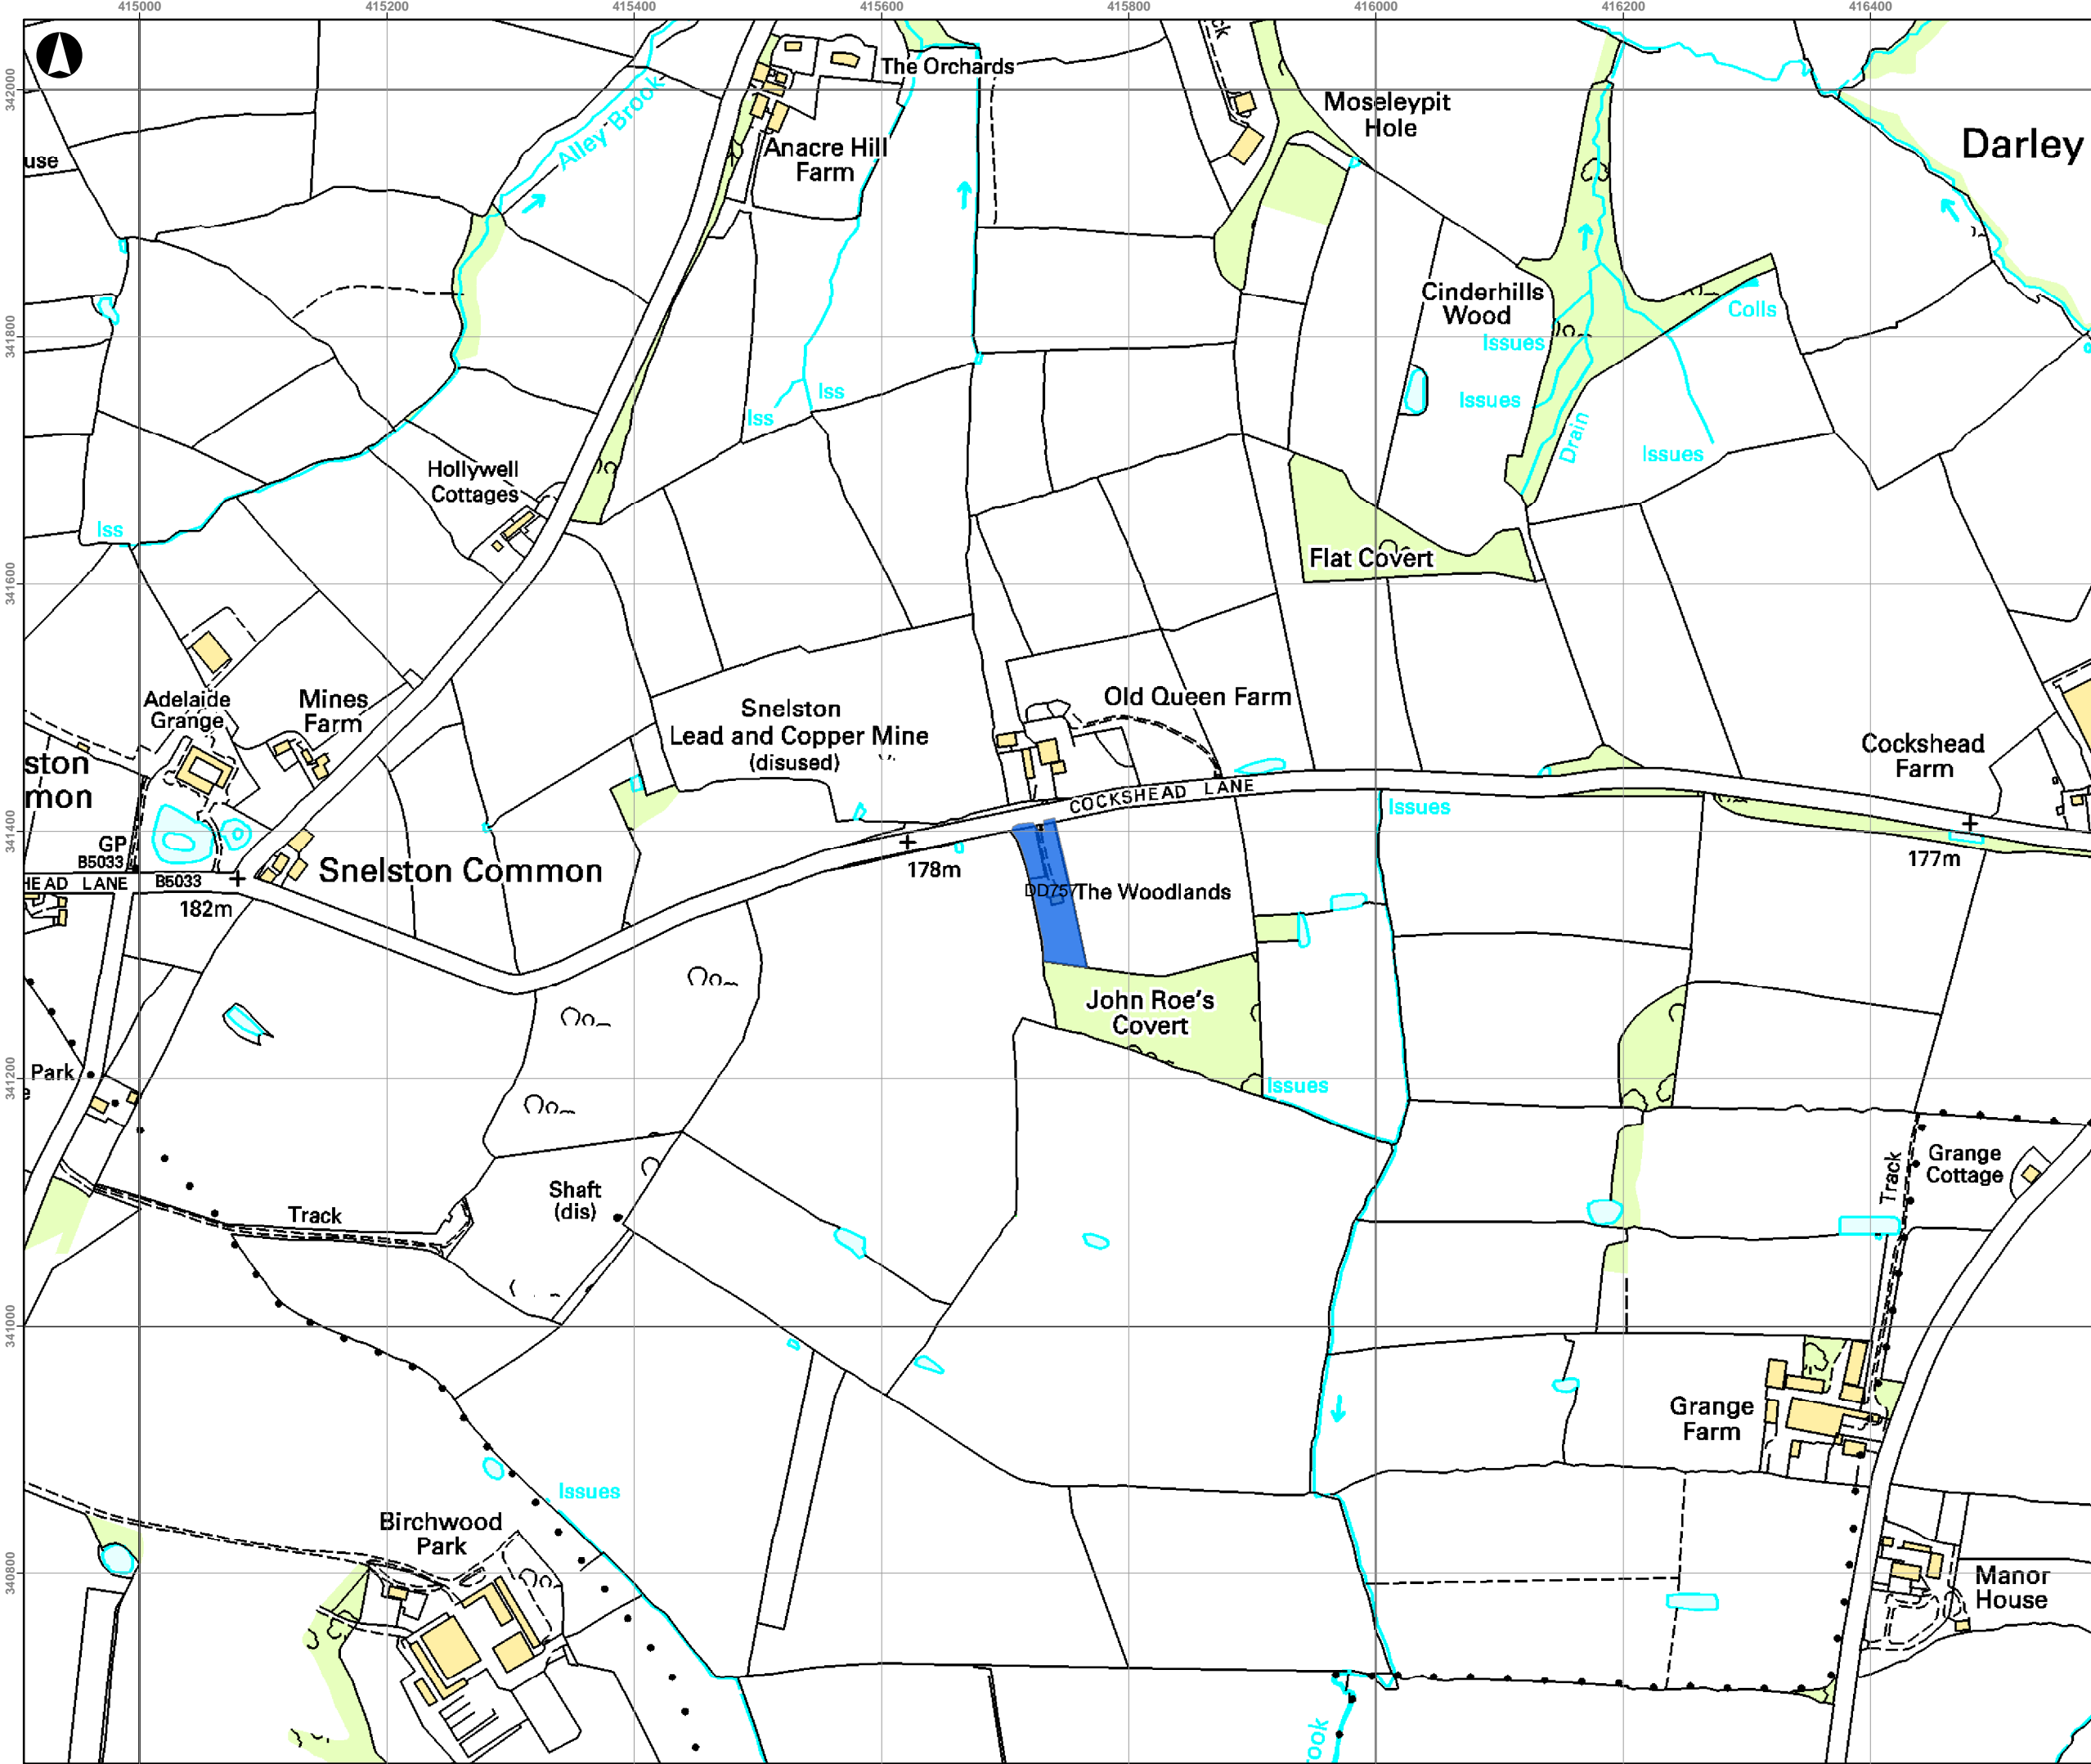 415000 415200 415400 415600 415800 416000 416200 416400
342000
341800
341600
341400
341200
341000
340800
The Orchards
Alley Brook
Anacre Hill
Farm
Moseleypit
Hole
Darley
use
Cinderhills
Wood
Colls
Issues
Issues
Issues
Drain
Iss
Iss
Hollywell
Cottages
Iss
Flat Covert
Adelaide
Grange
Mines
Farm
Snelston
Lead and Copper Mine
(disused)
Old Queen Farm
Cockshead
Farm
ston
mon
COCKSHEAD LANE
Issues
GP
B5033
HEAD LANE B5033
182m
Snelston Common
178m
177m
DD757
The Woodlands
John Roe's
Covert
Issues
Park
Shaft
(dis)
Track
Track
Grange
Cottage
Grange
Farm
Issues
Birchwood
Park
Manor
House
ook